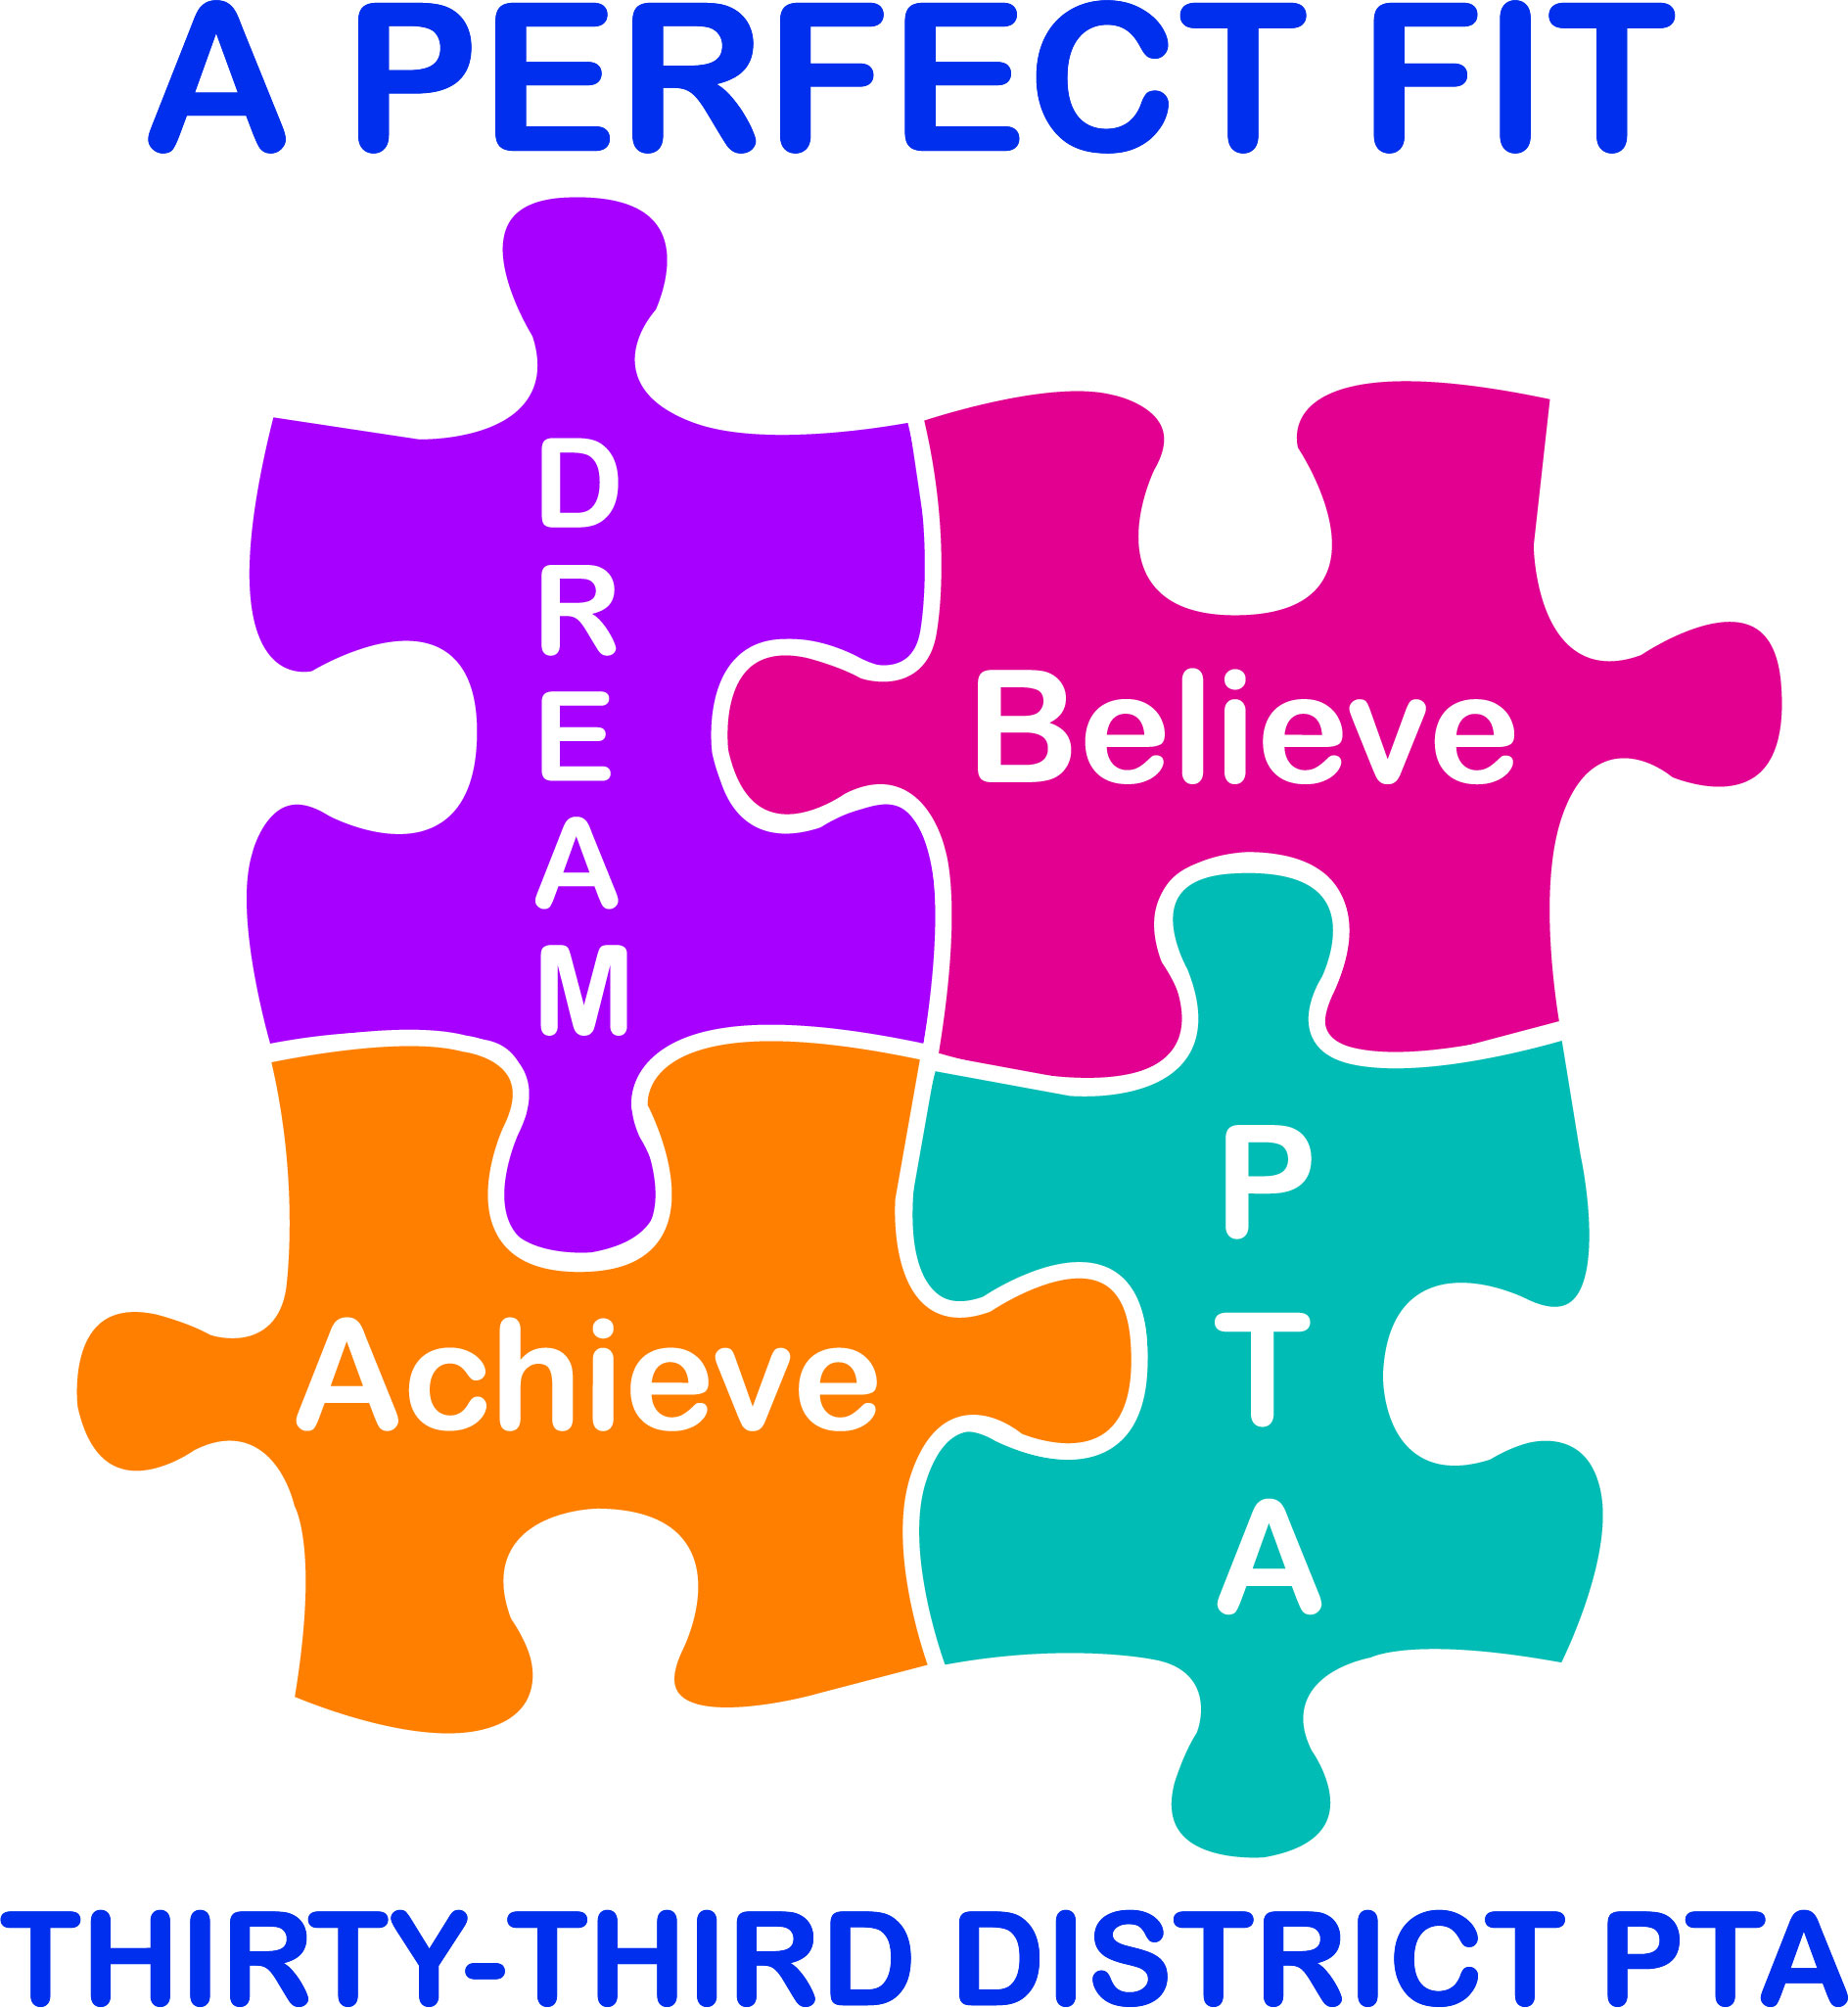 A PERFECT FIT
DREAM
Believe
Achieve
PTA
THIRTY-THIRD DISTRICT PTA